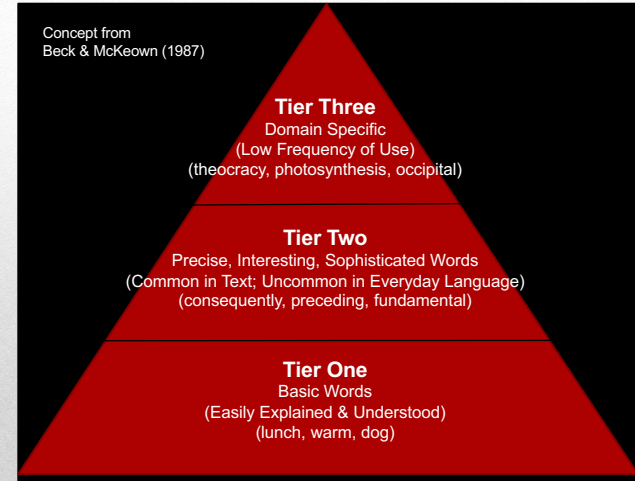 Concept from
Beck & McKeown (1987)
Tier Three
Domain Specific
(Low Frequency of Use)
(theocracy, photosynthesis, occipital)
Tier Two
Precise, Interesting, Sophisticated Words
(Common in Text; Uncommon in Everyday Language)
(consequently, preceding, fundamental)
Tier One
Basic Words
(Easily Explained & Understood)
(lunch, warm, dog)